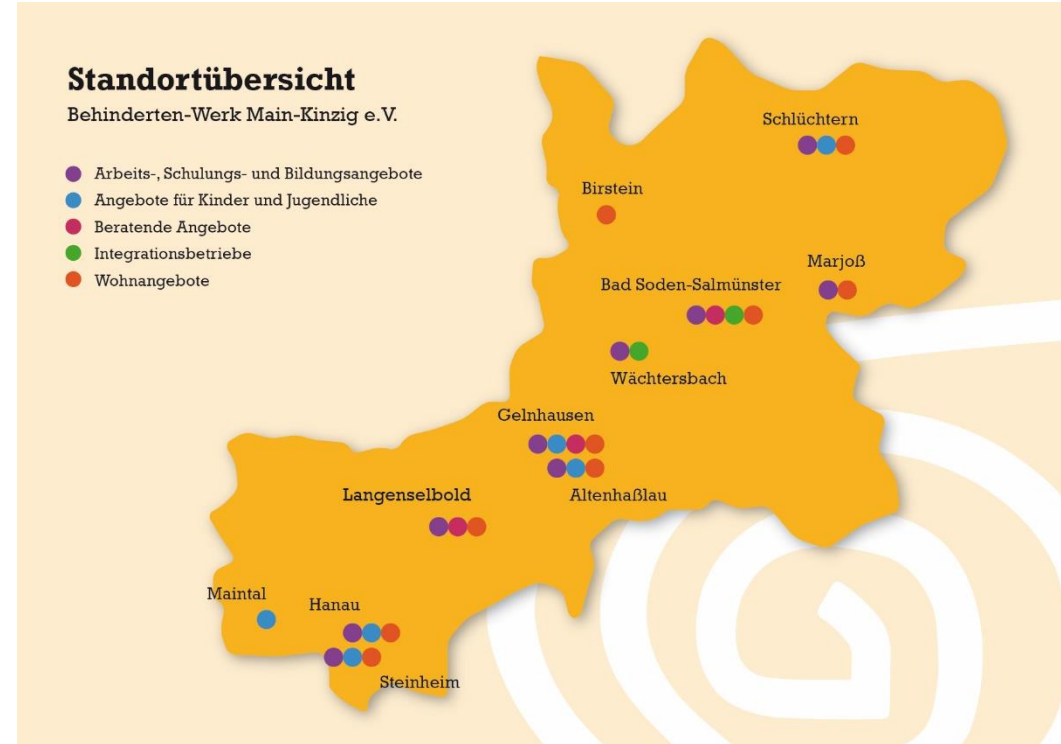 Standortübersicht
Behinderten-Werk Main-Kinzig e.V.
Arbeits-, Schulungs- und Bildungsangebote
Angebote für Kinder und Jugendliche
Beratende Angebote
Integrationsbetriebe
Wohnangebote
Schlüchtern
Birstein
Marjoß
Bad Soden-Salmünster
Wächtersbach
Gelnhausen
Altenhaßlau
Langenselbold
Maintal
Hanau
Steinheim